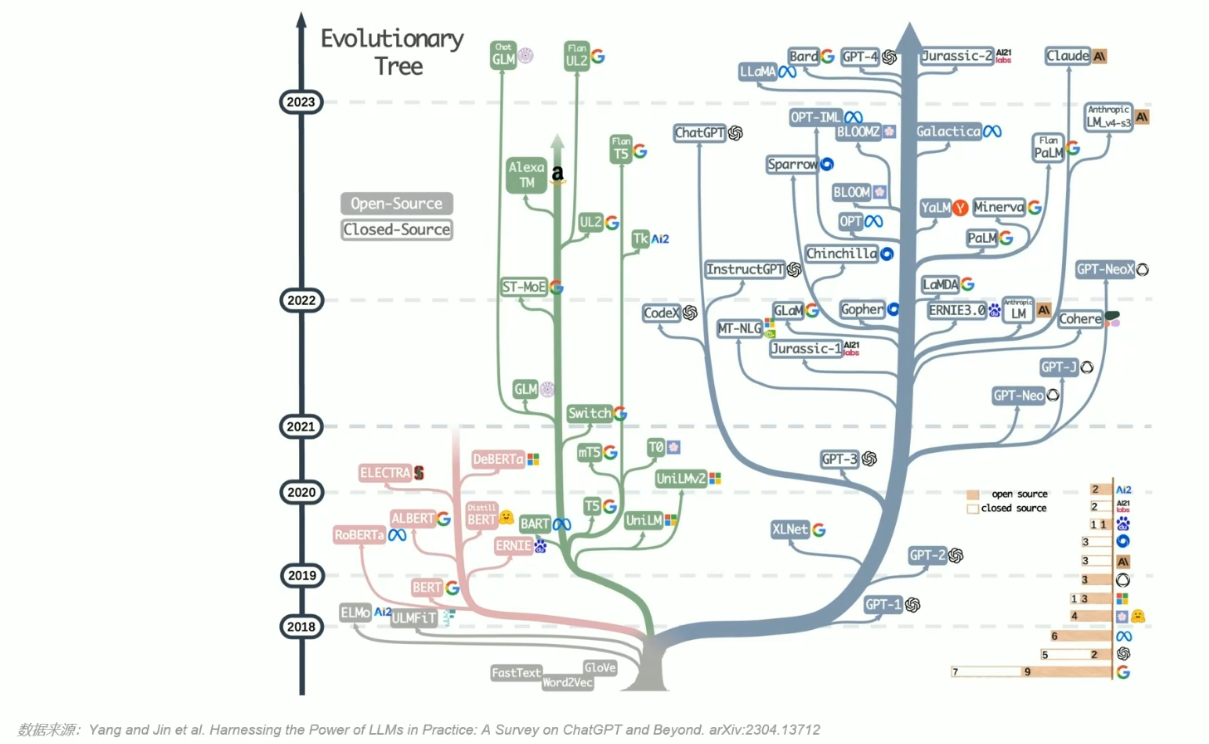 Evolutionary
Tree
2023
2022
2021
2020
2019
2018
Open-Source
Closed-Source
Chat
GLM
Flan
UL2
Flan
T5
Alexa
TM
a
UL2
Tk
Ai2
ST-MoE
GLM
Switch
mT5
T0
UniLMv2
T5
BART
UniLM
DeBERTa
ELECTRA
Distill
BERT
ALBERT
RoBERTa
ERNIE
BERT
ELMo
Ai2
ULMFiT
FastText
Word2Vec
GloVe
Bard
GPT-4
Jurassic-2
AI21
labs
Claude
A\
LLaMA
Anthropic
LM_v4-s3
A\
OPT-IML
BLOOMZ
Galactica
ChatGPT
Flan
PaLM
Sparrow
BLOOM
YaLM
Y
Minerva
OPT
PaLM
Chinchilla
InstructGPT
GPT-NeoX
LaMDA
CodeX
GLaM
Gopher
ERNIE3.0
Anthropic
LM
A\
Cohere
MT-NLG
Jurassic-1
AI21
labs
GPT-J
GPT-Neo
GPT-3
XLNet
GPT-2
GPT-1
open source
closed source
2 Ai2
2 AI21 labs
1 1
3
3 A\
3
1 3
4
6
5 2
7 9
数据来源：Yang and Jin et al. Harnessing the Power of LLMs in Practice: A Survey on ChatGPT and Beyond. arXiv:2304.13712